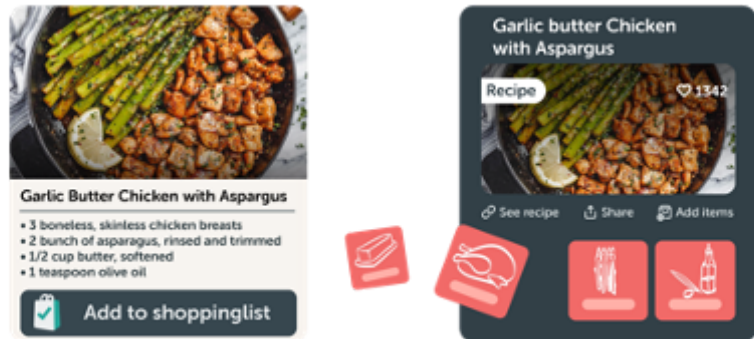 Garlic Butter Chicken with Aspargus
• 3 boneless, skinless chicken breasts
• 2 bunch of asparagus, rinsed and trimmed
• 1/2 cup butter, softened
• 1 teaspoon olive oil
Add to shoppinglist
Garlic butter Chicken
with Aspargus
Recipe
1342
See recipe
Share
Add items